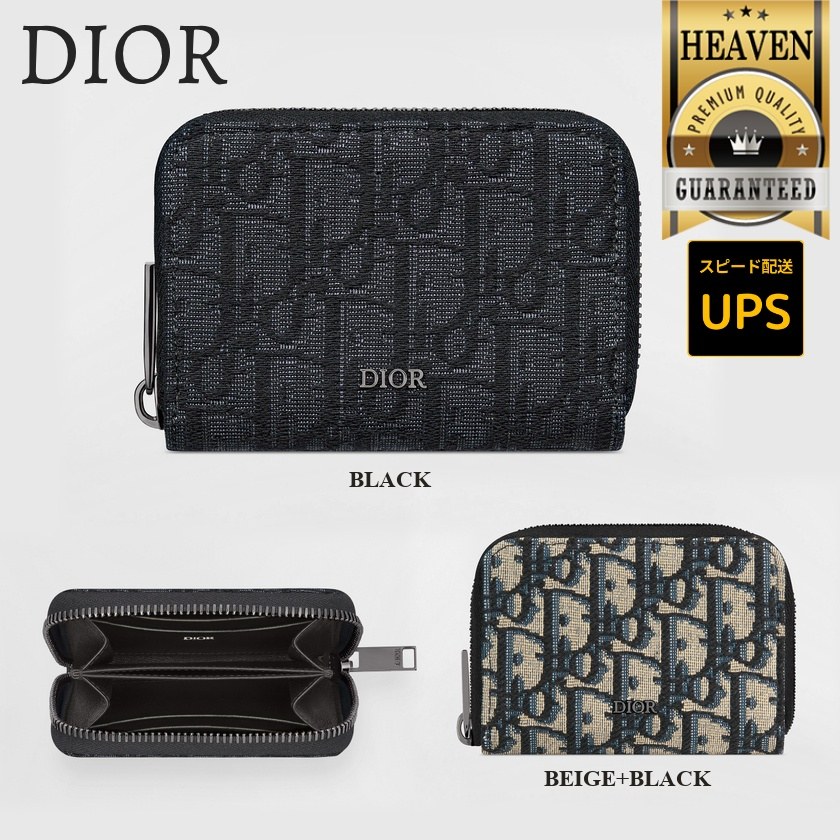 DIOR
HEAVEN
PREMIUM QUALITY
GUARANTEED
スピード配送
UPS
DIOR
BLACK
DIOR
DIOR
BEIGE+BLACK